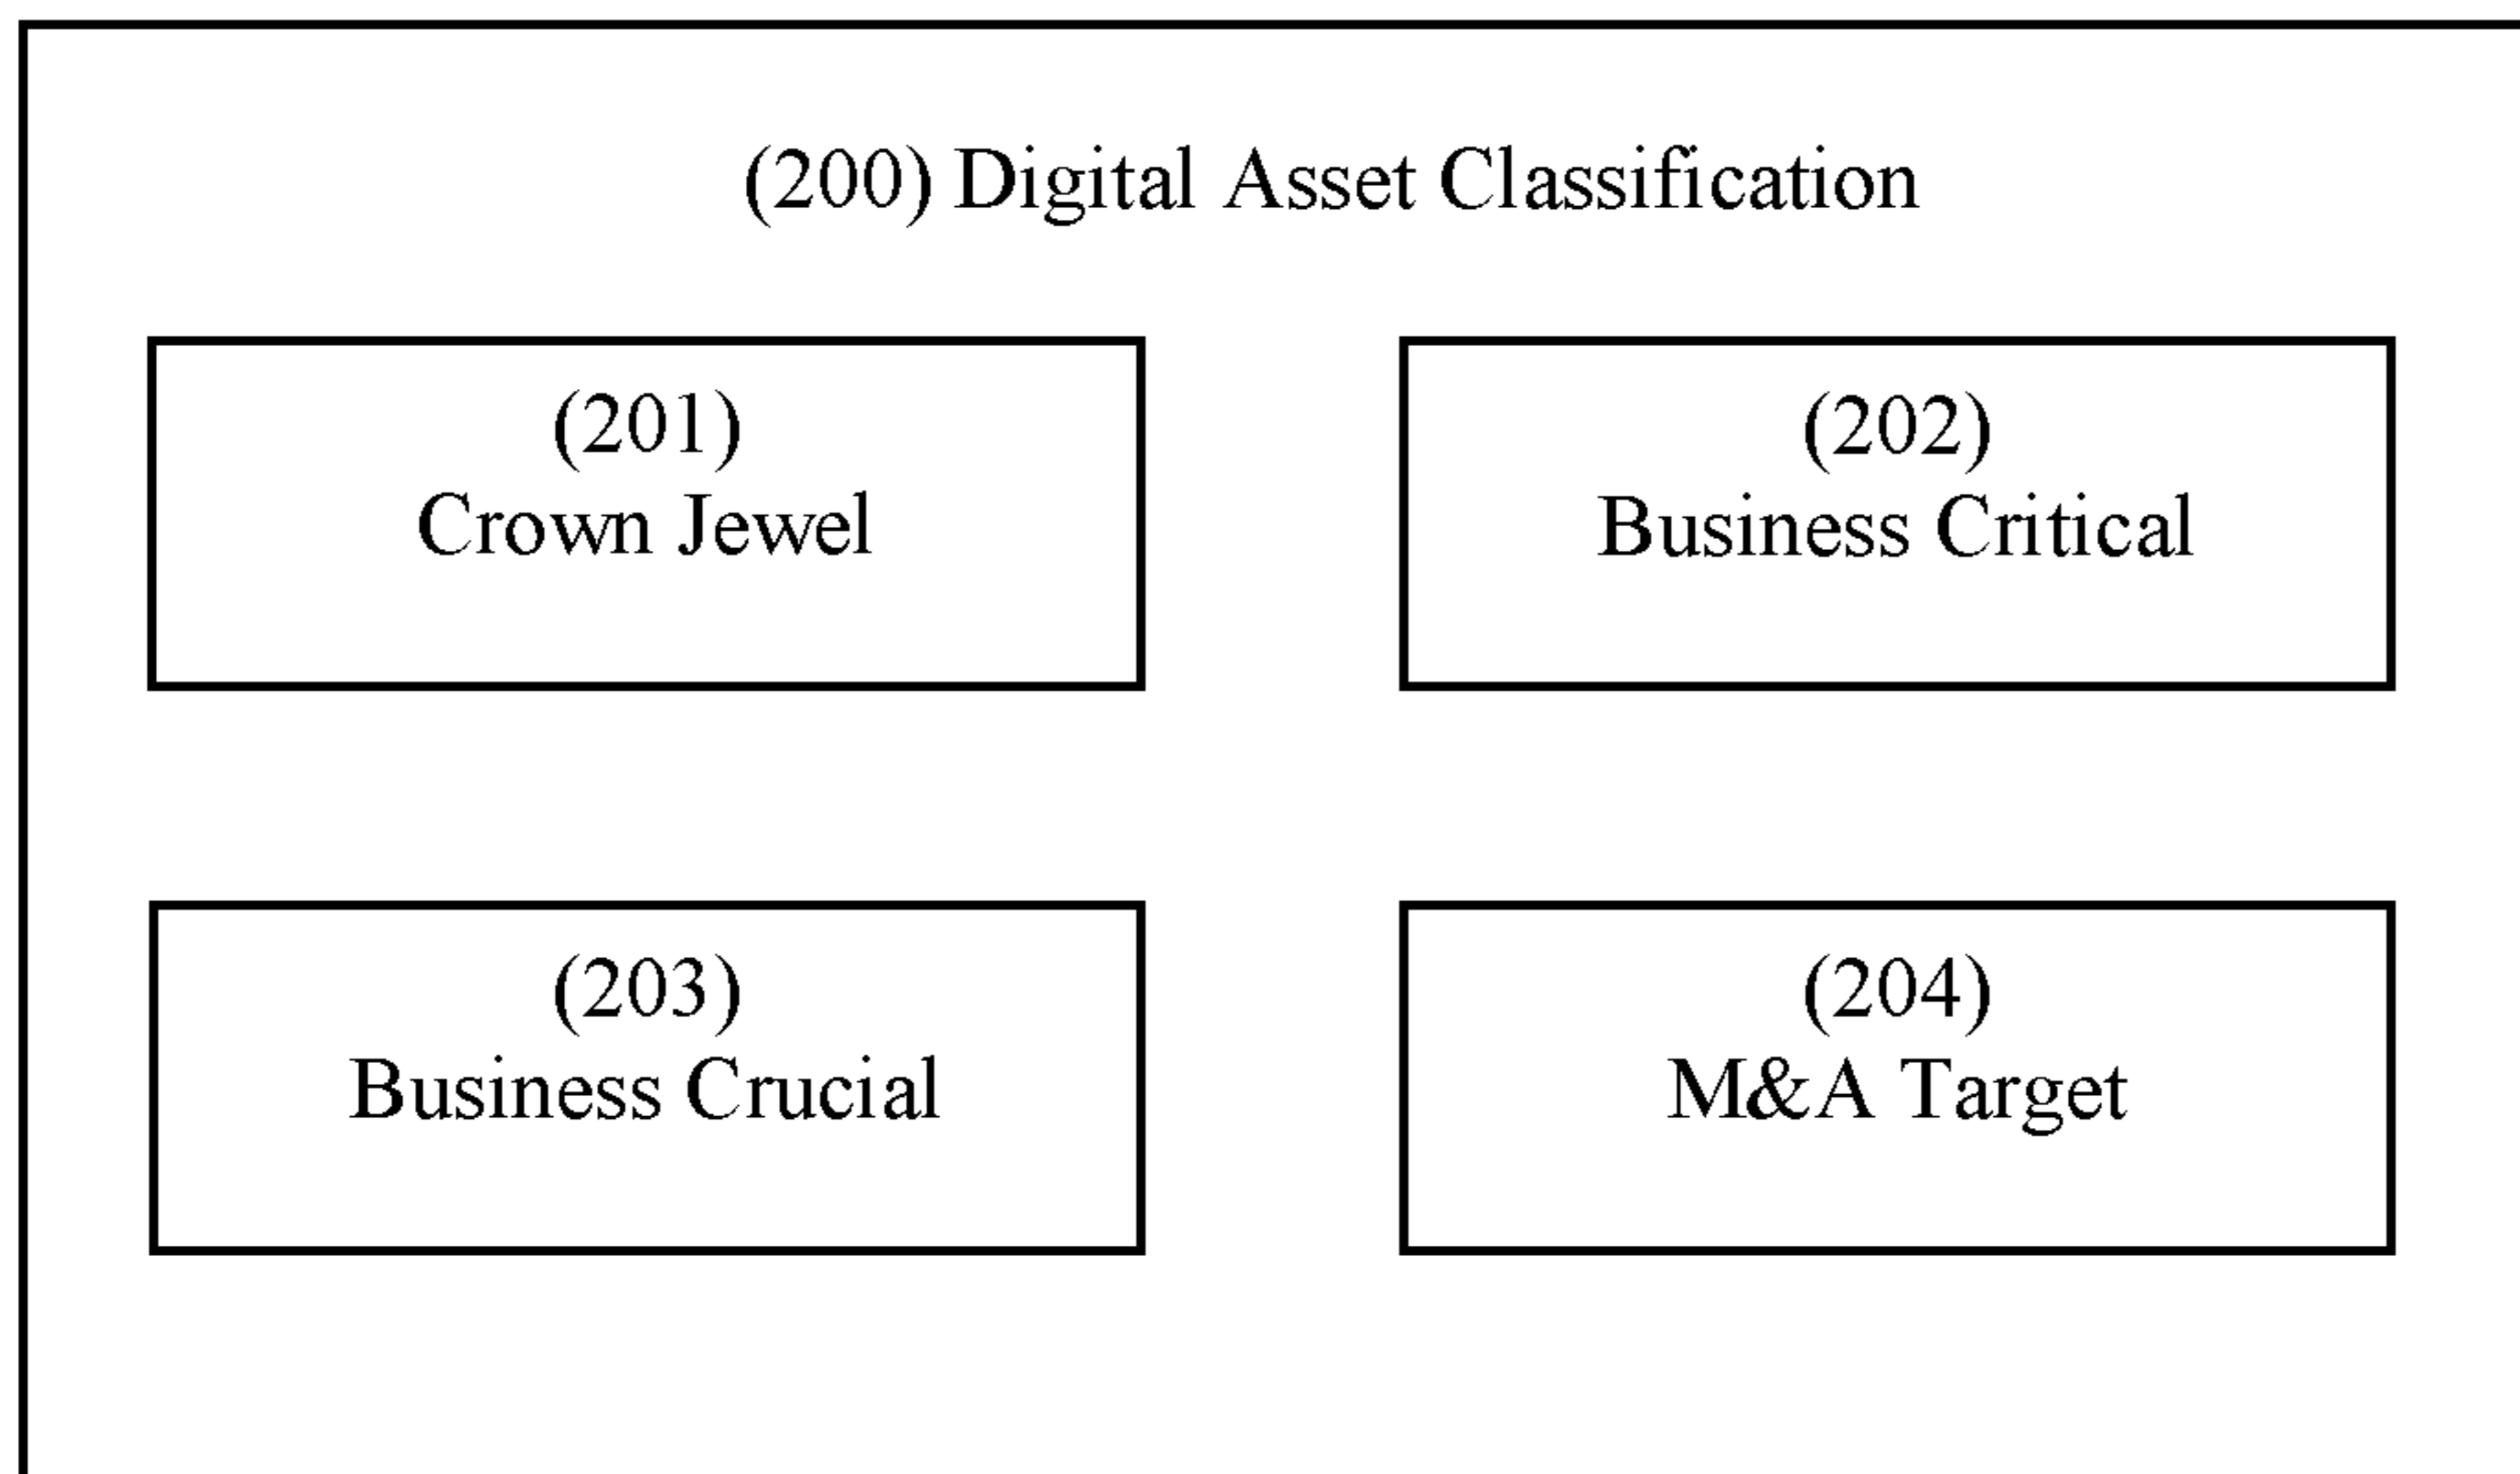 (200) Digital Asset Classification
(201)
Crown Jewel
(202)
Business Critical
(203)
Business Crucial
(204)
M&A Target